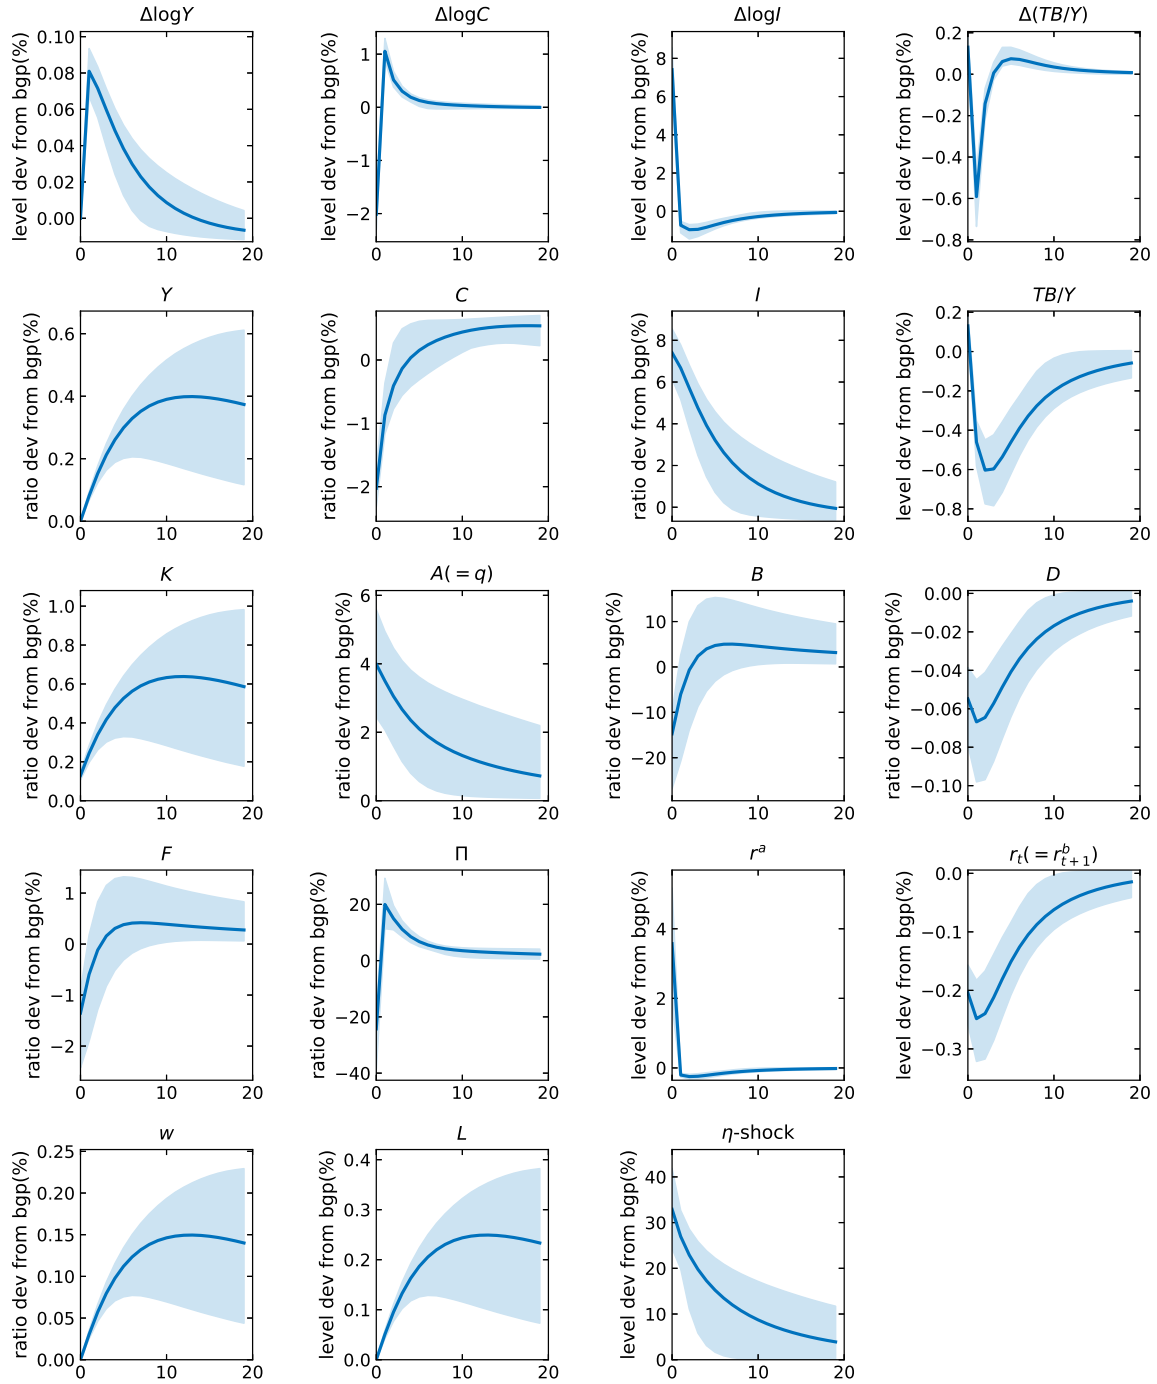 ΔlogY ΔlogC ΔlogI Δ(TB/Y)
level dev from bgp(%) 0.10 0.08 0.06 0.04 0.02 0.00 0 10 20
level dev from bgp(%) 1 0 −1 −2 0 10 20
level dev from bgp(%) 8 6 4 2 0 0 10 20
level dev from bgp(%) 0.2 0.0 −0.2 −0.4 −0.6 −0.8 0 10 20
Y C I TB/Y
ratio dev from bgp(%) 0.6 0.4 0.2 0.0 0 10 20
ratio dev from bgp(%) 0 −1 −2 0 10 20
ratio dev from bgp(%) 8 6 4 2 0 0 10 20
level dev from bgp(%) 0.2 0.0 −0.2 −0.4 −0.6 −0.8 0 10 20
K A(=q) B D
ratio dev from bgp(%) 1.0 0.8 0.6 0.4 0.2 0.0 0 10 20
ratio dev from bgp(%) 6 4 2 0 0 10 20
ratio dev from bgp(%) 10 0 −10 −20 0 10 20
ratio dev from bgp(%) 0.00 −0.02 −0.04 −0.06 −0.08 −0.10 0 10 20
F Π r^a r_t(=r^b_{t+1})
ratio dev from bgp(%) 1 0 −1 −2 0 10 20
ratio dev from bgp(%) 20 0 −20 −40 0 10 20
level dev from bgp(%) 4 2 0 0 10 20
level dev from bgp(%) 0.0 −0.1 −0.2 −0.3 0 10 20
w L η-shock
ratio dev from bgp(%) 0.25 0.20 0.15 0.10 0.05 0.00 0 10 20
level dev from bgp(%) 0.4 0.3 0.2 0.1 0.0 0 10 20
level dev from bgp(%) 40 30 20 10 0 0 10 20